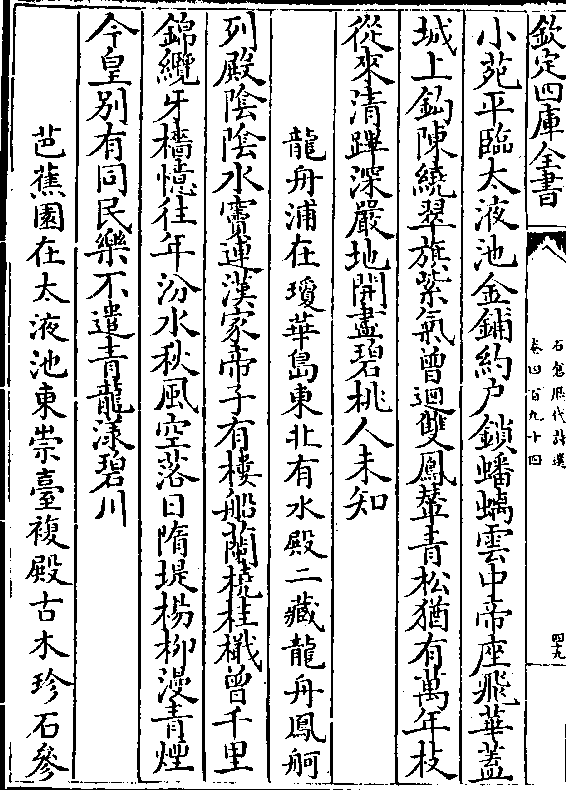 欽定四庫全書
石倉歷代詩選
卷四百九十四
四九
小苑平臨太液池金鋪約户鎖蟠螭雲中帝座飛華蓋
城上鈎陳繞翠旗紫氣曾迴雙鳳輦青松猶有萬年枝
從來清蹕深嚴地開盡碧桃人未知
龍舟浦在瓊華島東北有水殿二藏龍舟鳳舸
列殿陰陰水竇連漢家帝子有樓船蘭橈桂檝曾千里
錦纜牙檣憶往年汾水秋風空落日隋堤楊柳漫青煙
今皇别有同民樂不遣青龍漾碧川
芭蕉園在太液池東崇臺複殿古木珍石參